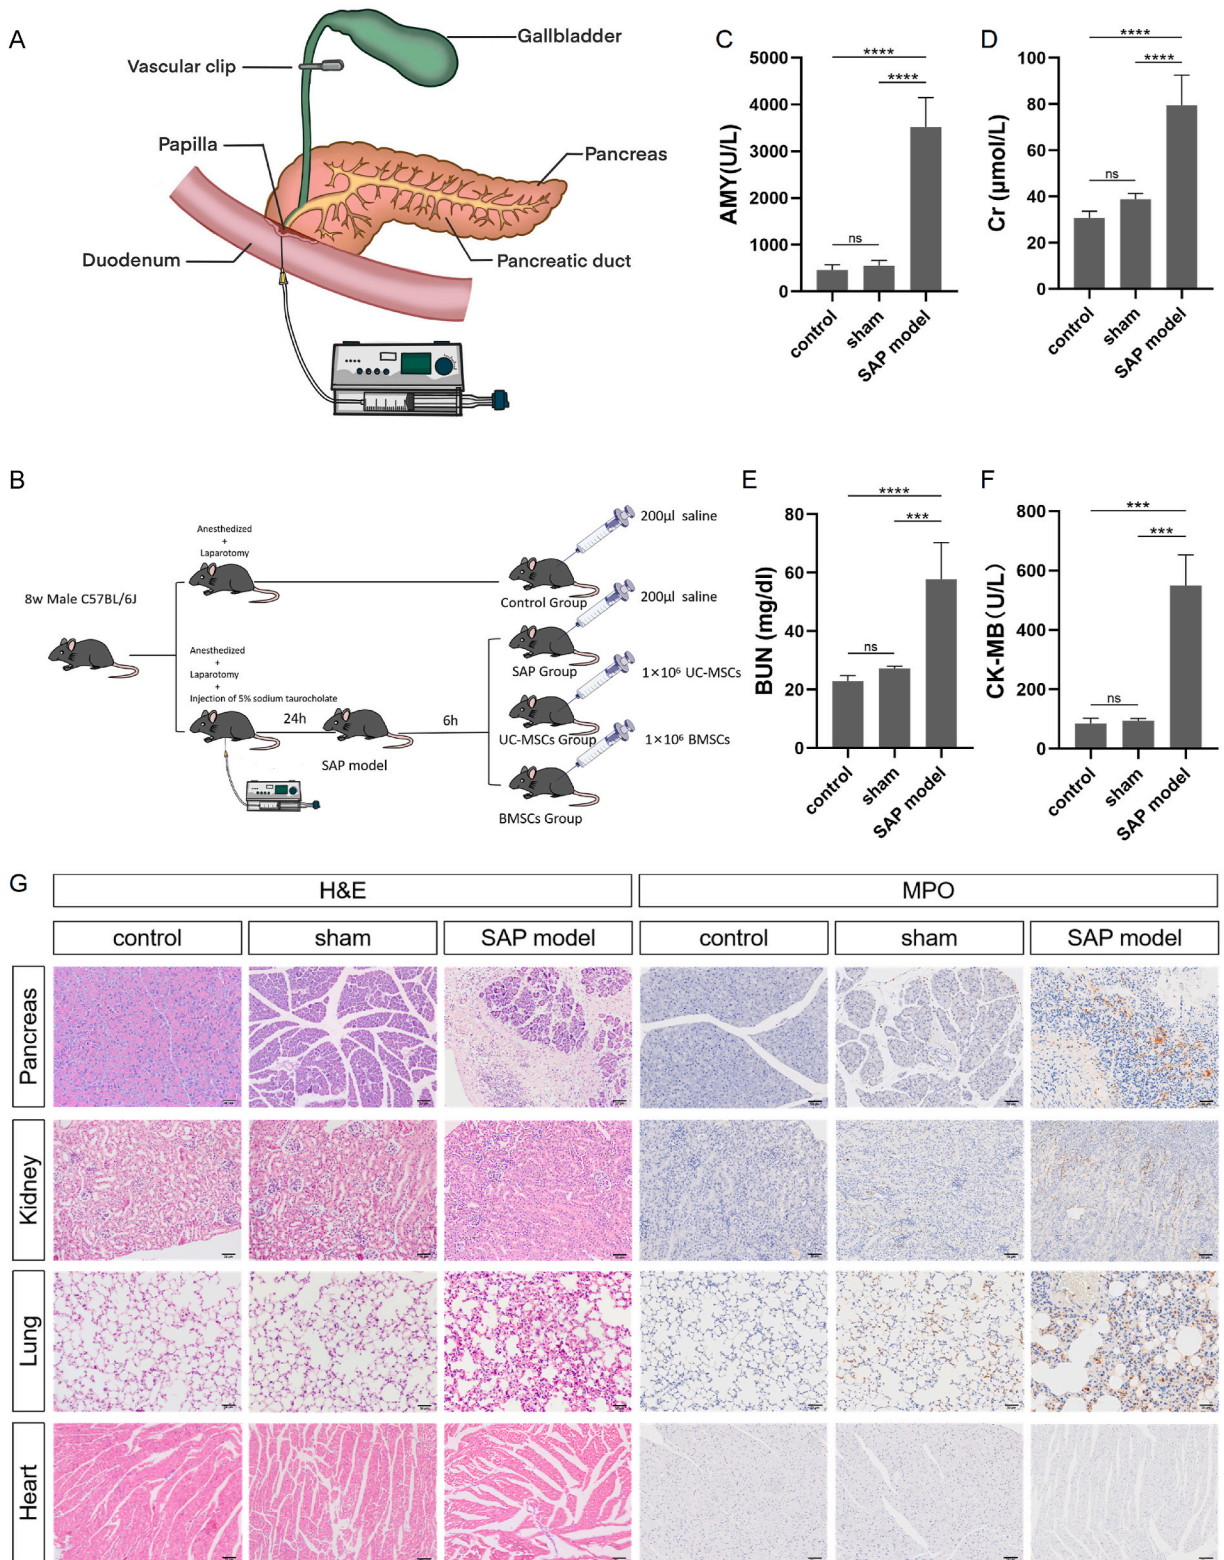 A
Gallbladder
Vascular clip
Papilla
Pancreas
Duodenum
Pancreatic duct
B
8w Male C57BL/6J
Anesthedized
+
Laparotomy
Anesthedized
+
Laparotomy
+
Injection of 5% sodium taurocholate
24h
SAP model
6h
200μl saline
Control Group
200μl saline
SAP Group
1×10⁶ UC-MSCs
UC-MSCs Group
1×10⁶ BMSCs
BMSCs Group
C
AMY(U/L)
5000
4000
3000
2000
1000
0
****
****
ns
control
sham
SAP model
D
Cr (μmol/L)
100
80
60
40
20
0
****
****
ns
control
sham
SAP model
E
BUN (mg/dl)
80
60
40
20
0
****
***
ns
control
sham
SAP model
F
CK-MB(U/L)
800
600
400
200
0
***
***
ns
control
sham
SAP model
G
H&E
MPO
control
sham
SAP model
control
sham
SAP model
Pancreas
Kidney
Lung
Heart